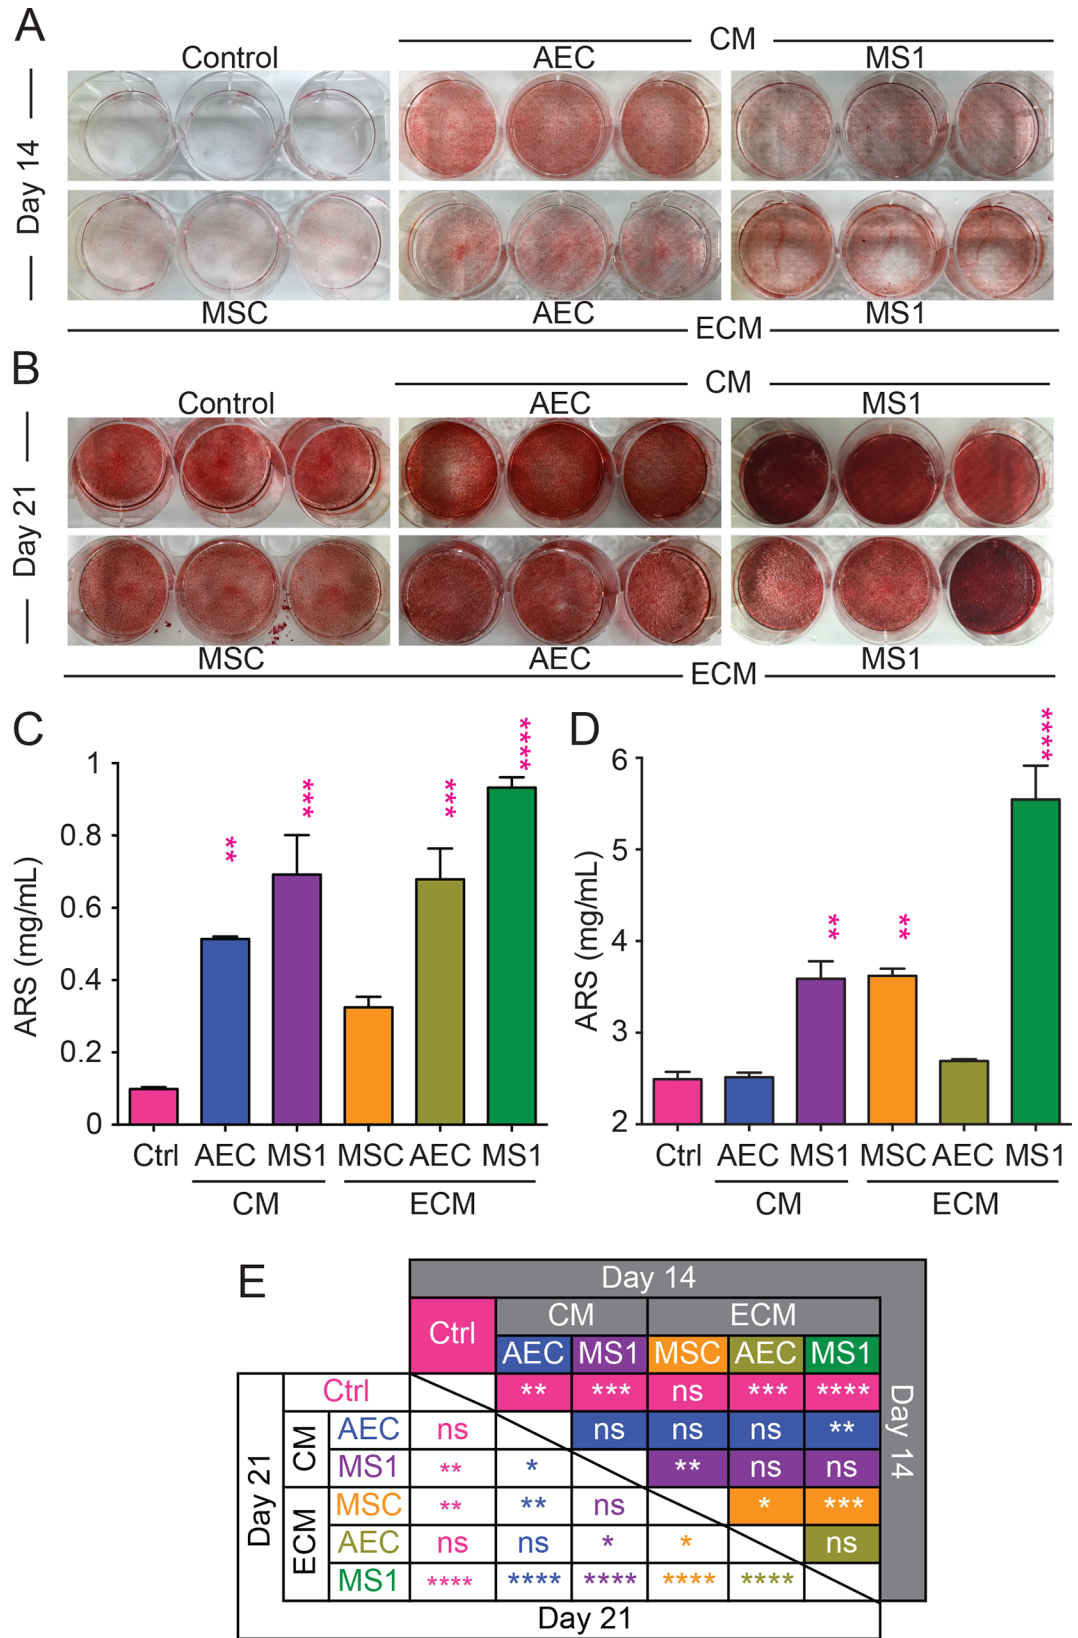 A
CM
Control AEC MS1
Day 14
MSC AEC MS1
ECM
B
CM
Control AEC MS1
Day 21
MSC AEC MS1
ECM
C
ARS (mg/mL)
1
0.8
0.6
0.4
0.2
0
** *** *** ****
Ctrl AEC MS1 MSC AEC MS1
CM ECM
D
ARS (mg/mL)
6
5
4
3
2
** ** ****
Ctrl AEC MS1 MSC AEC MS1
CM ECM
E
Day 14
Ctrl CM ECM
AEC MS1 MSC AEC MS1
Day 14
Day 21
Ctrl ** *** ns *** ****
CM
AEC ns ns ns ns **
MS1 ** * ** ns ns
ECM
MSC ** ** ns * ***
AEC ns ns * * ns
MS1 **** **** **** **** ****
Day 21